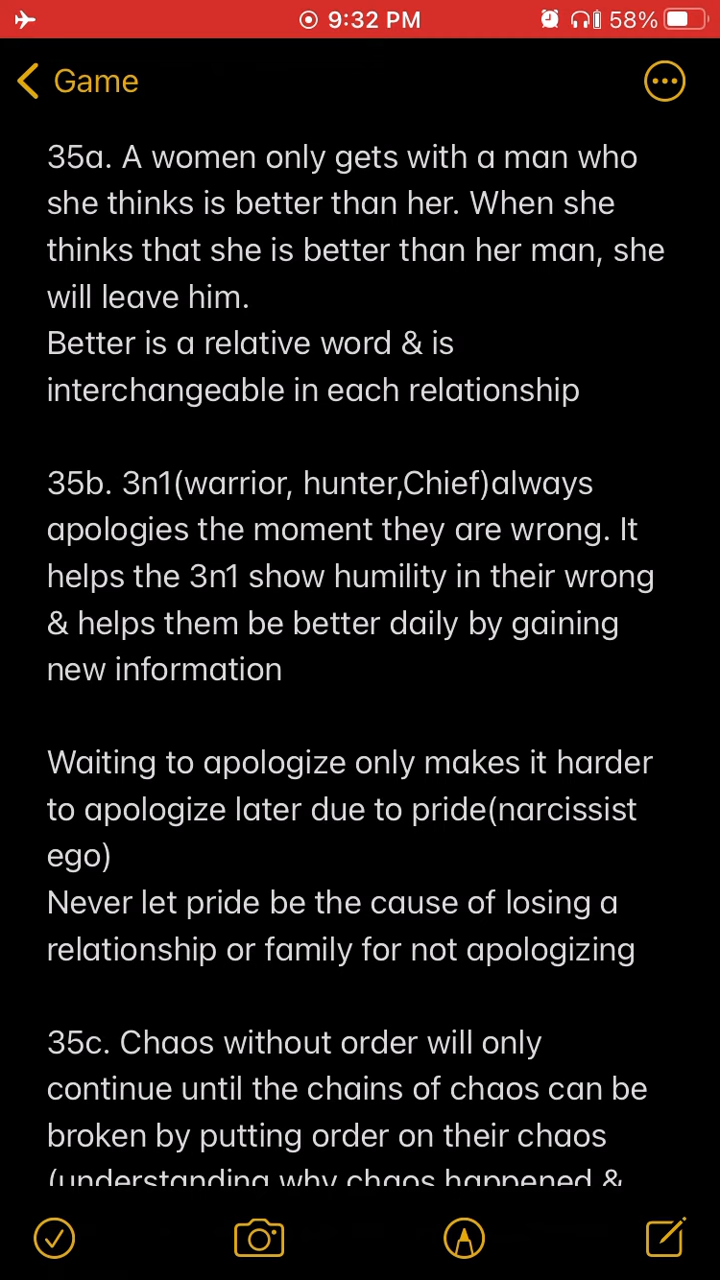 9:32 PM 58%
Game
35a. A women only gets with a man who
she thinks is better than her. When she
thinks that she is better than her man, she
will leave him.
Better is a relative word & is
interchangeable in each relationship
35b. 3n1(warrior, hunter,Chief)always
apologies the moment they are wrong. It
helps the 3n1 show humility in their wrong
& helps them be better daily by gaining
new information
Waiting to apologize only makes it harder
to apologize later due to pride(narcissist
ego)
Never let pride be the cause of losing a
relationship or family for not apologizing
35c. Chaos without order will only
continue until the chains of chaos can be
broken by putting order on their chaos
(understanding why chaos happened &